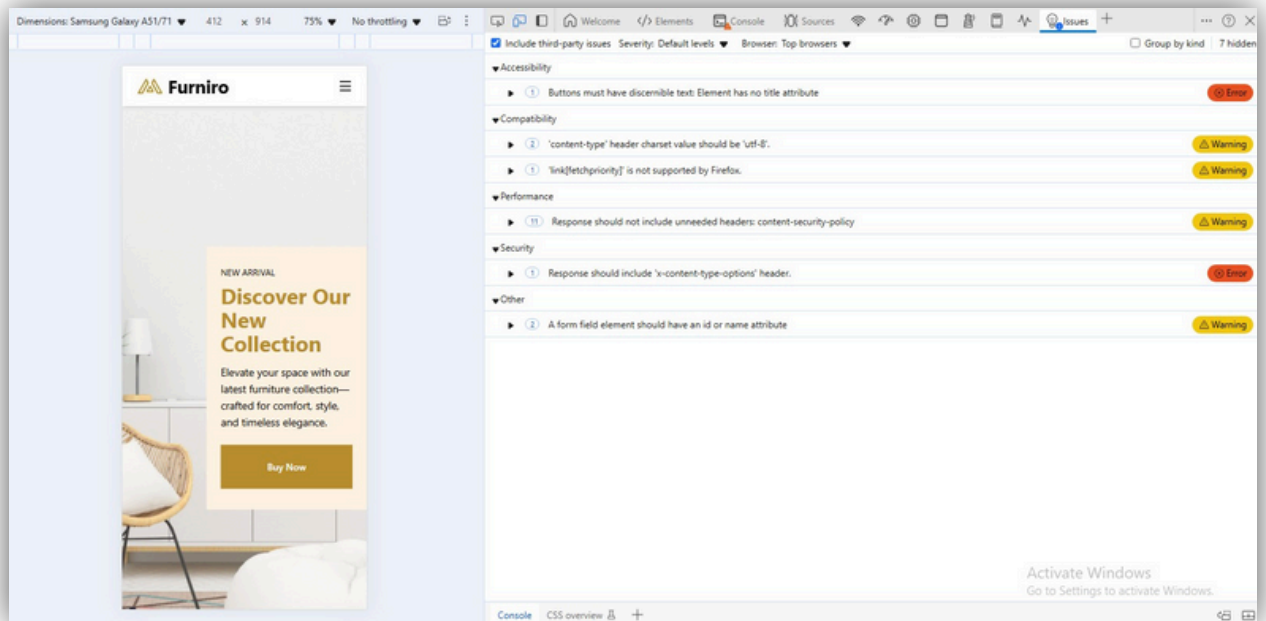 Dimensions: Samsung Galaxy A51/71 ▼ 412 x 914 75% ▼ No throttling ▼
Welcome </> Elements Console Sources Issues
Include third-party issues Severity: Default levels ▼ Browser: Top browsers ▼ Group by kind 7 hidden
Furniro
NEW ARRIVAL
Discover Our
New
Collection
Elevate your space with our
latest furniture collection—
crafted for comfort, style,
and timeless elegance.
Buy Now
Accessibility
1 Buttons must have discernible text: Element has no title attribute Error
Compatibility
2 'content-type' header charset value should be 'utf-8'. Warning
1 'link[fetchpriority]' is not supported by Firefox. Warning
Performance
11 Response should not include unneeded headers: content-security-policy Warning
Security
1 Response should include 'x-content-type-options' header. Error
Other
2 A form field element should have an id or name attribute Warning
Activate Windows
Go to Settings to activate Windows.
Console CSS overview